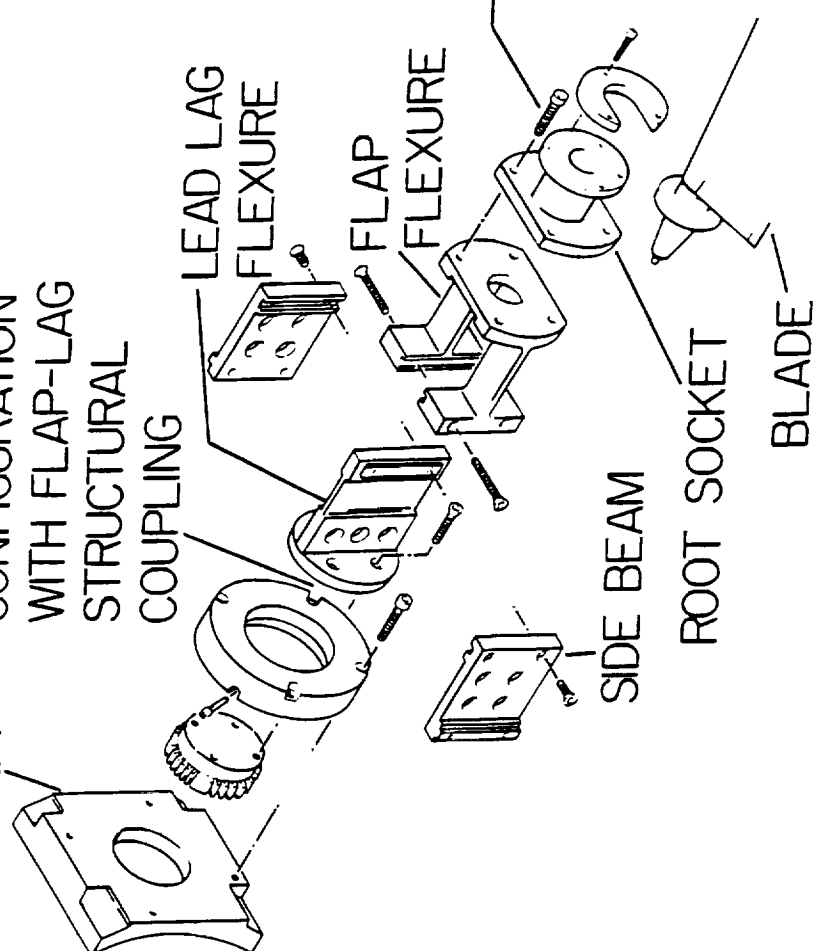 CONFIGURATION
WITH FLAP-LAG
STRUCTURAL
COUPLING
LEAD LAG
FLEXURE
FLAP
FLEXURE
SIDE BEAM
ROOT SOCKET
BLADE